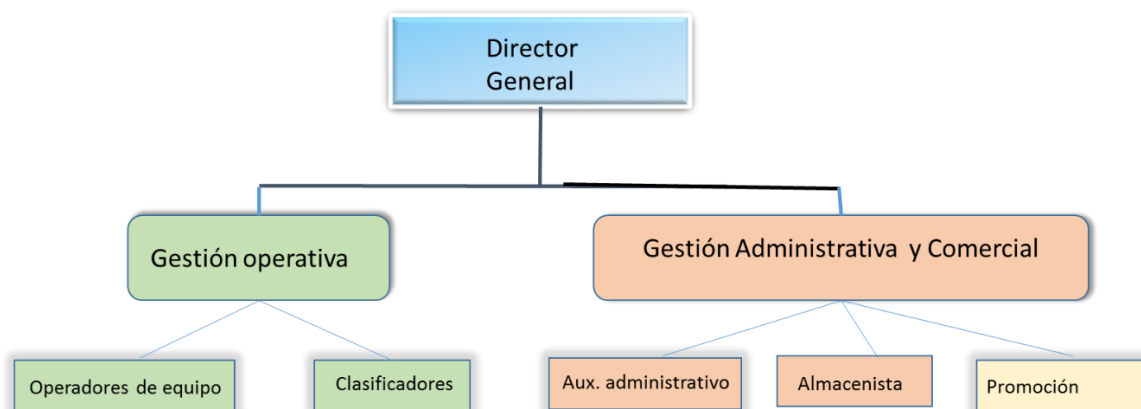 Director
General
Gestión operativa
Gestión Administrativa y Comercial
Operadores de equipo
Clasificadores
Aux. administrativo
Almacenista
Promoción